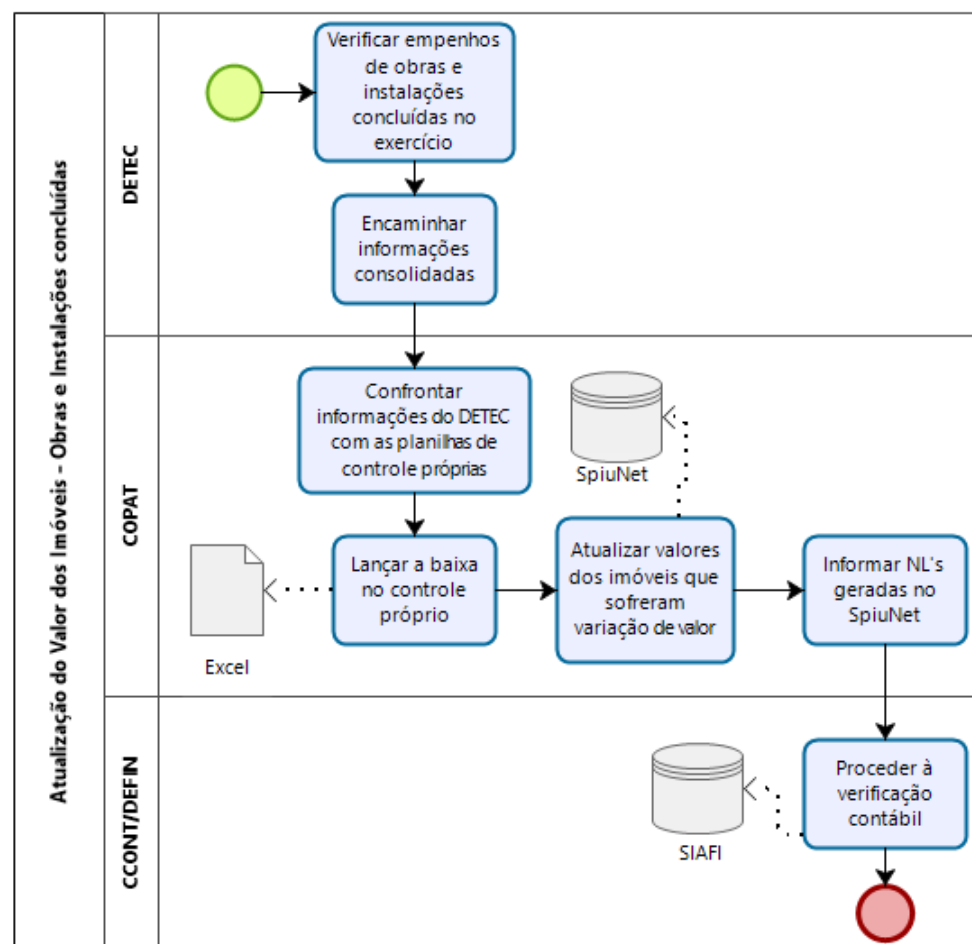 Atualização do Valor dos Imóveis - Obras e Instalações concluídas
DETEC
Verificar empenhos
de obras e
instalações
concluídas no
exercício
Encaminhar
informações
consolidadas
COPAT
Confrontar
informações do DETEC
com as planilhas de
controle próprias
SpiuNet
Lançar a baixa
no controle
próprio
Excel
Atualizar valores
dos imóveis que
sofreram
variação de valor
Informar NL's
geradas no
SpiuNet
CCONT/DEFIN
Proceder à
verificação
contábil
SIAFI